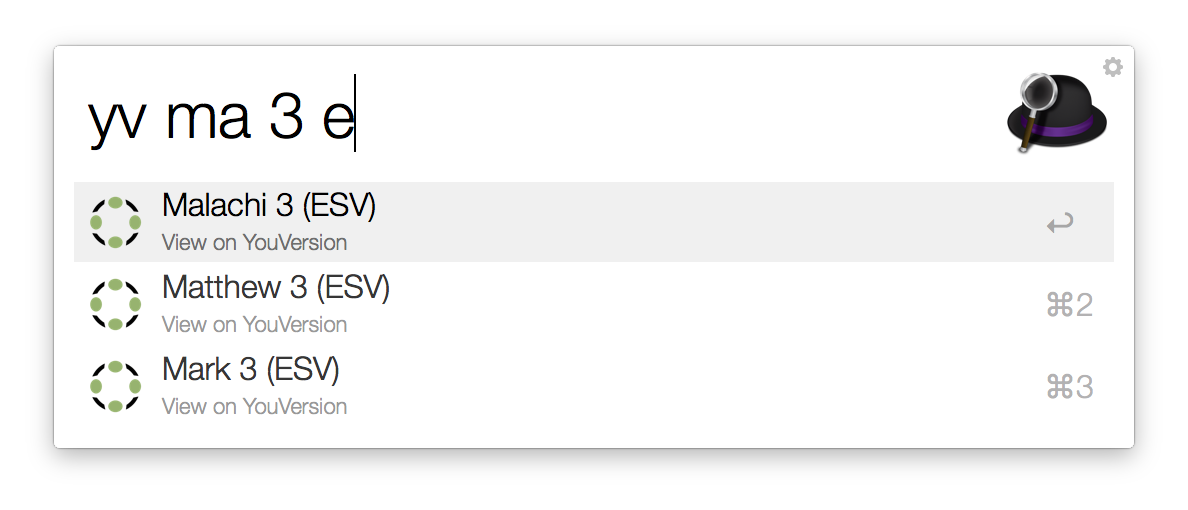 yv ma 3 e
Malachi 3 (ESV)
View on YouVersion
Matthew 3 (ESV)
View on YouVersion
⌘2
Mark 3 (ESV)
View on YouVersion
⌘3